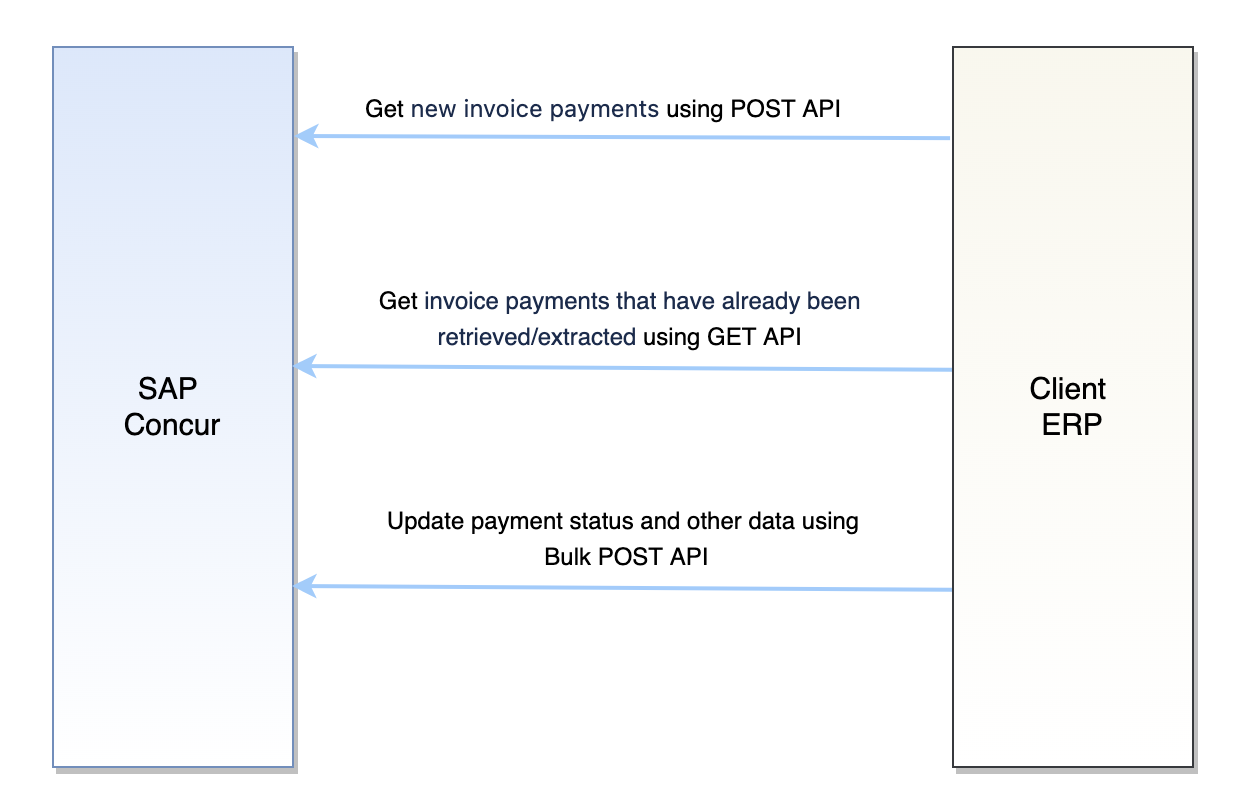 Get new invoice payments using POST API
Get invoice payments that have already been
retrieved/extracted using GET API
SAP
Concur
Client
ERP
Update payment status and other data using
Bulk POST API